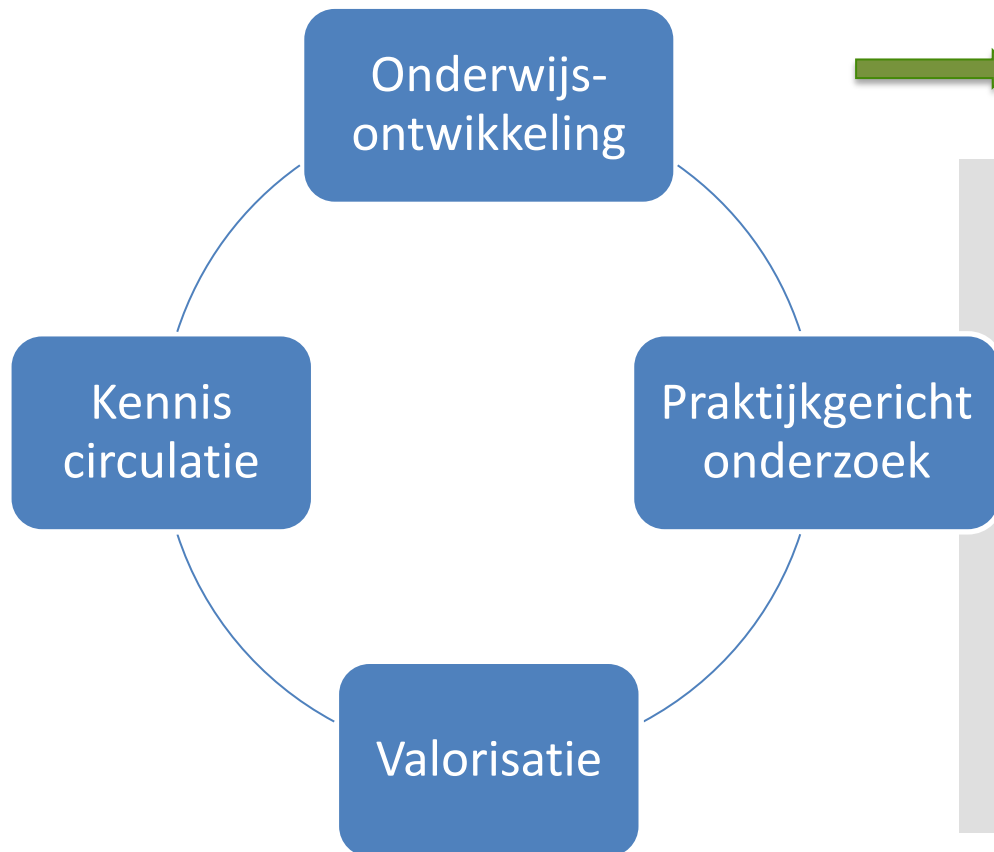 Onderwijs-
ontwikkeling
Kennis
circulatie
Praktijkgericht
onderzoek
Valorisatie